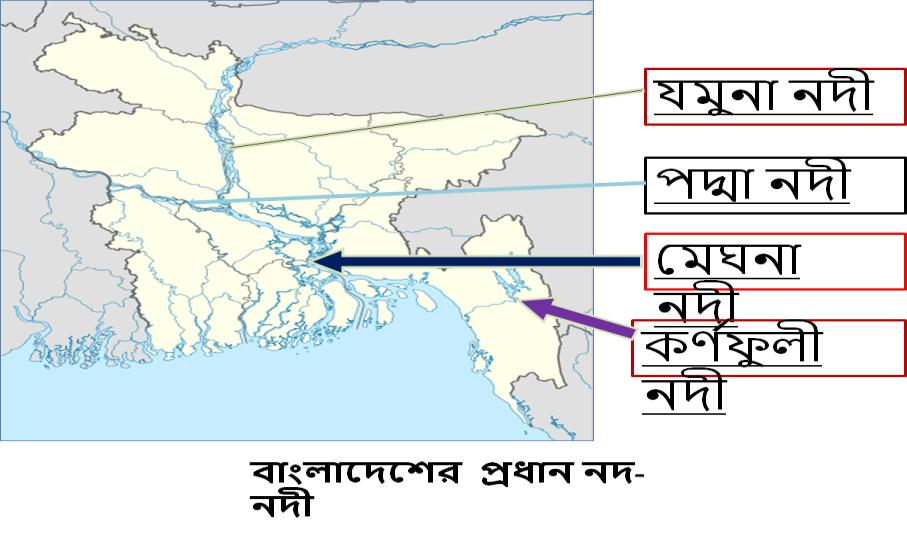 যমুনা নদী
পদ্মা নদী
মেঘনা
নদী
কর্ণফুলী
নদী
বাংলাদেশের প্রধান নদ-
নদী